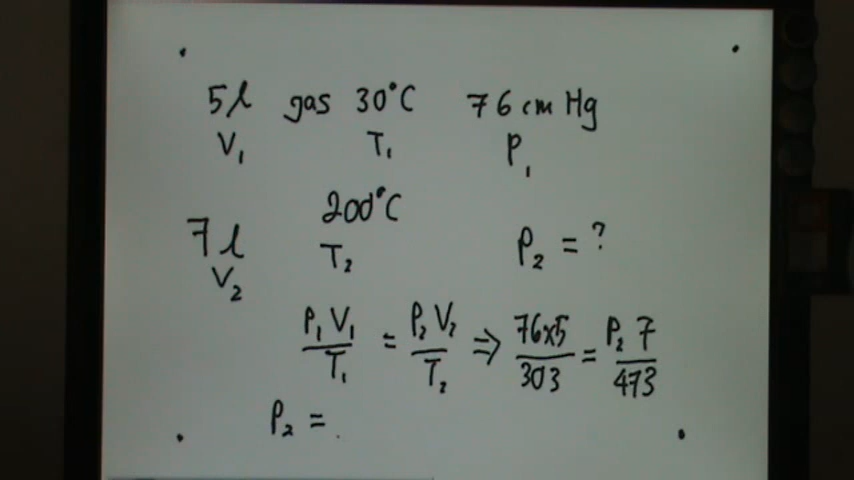 5l gas 30°C 76 cm Hg
V₁ T₁ P₁
7l 200°C P₂ = ?
V₂ T₂
P₁V₁/T₁ = P₂V₂/T₂ ⇒ 76x5/303 = P₂ 7/473
P₂ =